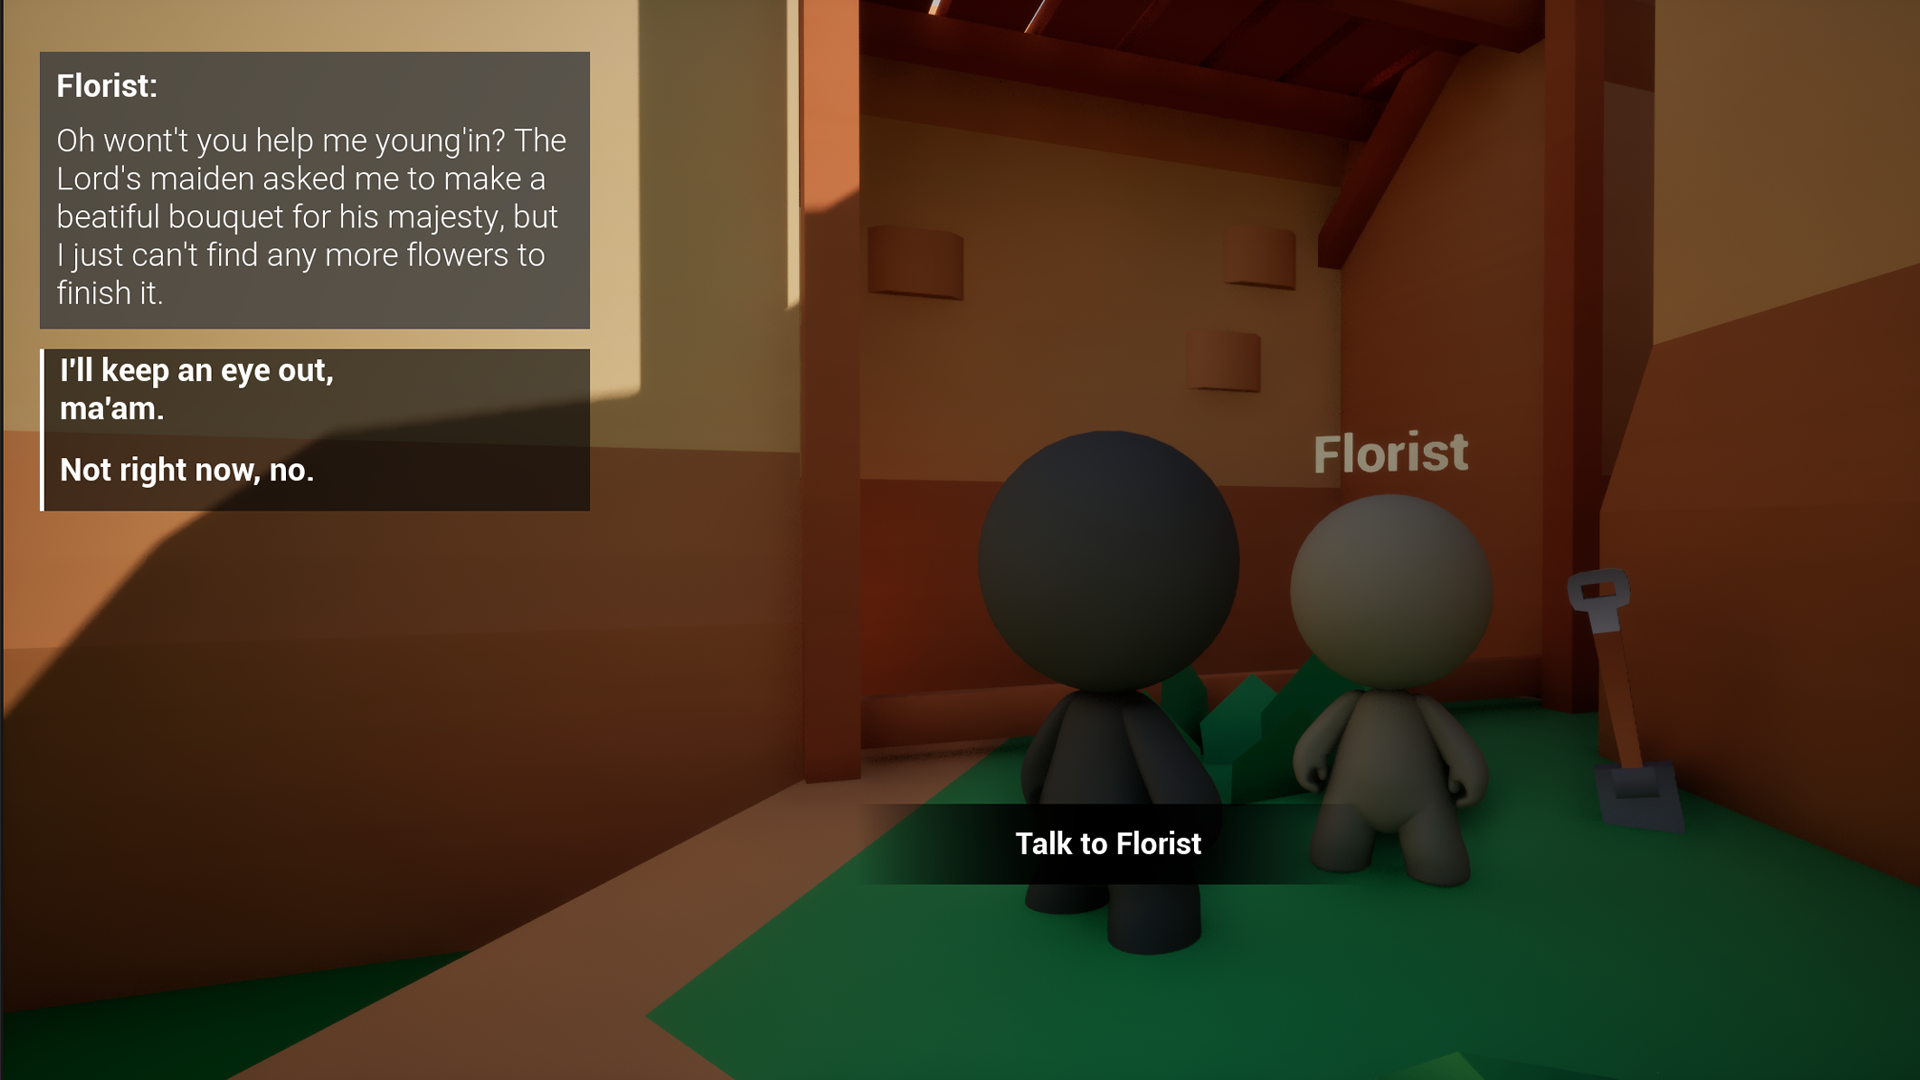 Florist:
Oh wont't you help me young'in? The
Lord's maiden asked me to make a
beatiful bouquet for his majesty, but
I just can't find any more flowers to
finish it.
I'll keep an eye out,
ma'am.
Not right now, no.
Florist
Talk to Florist